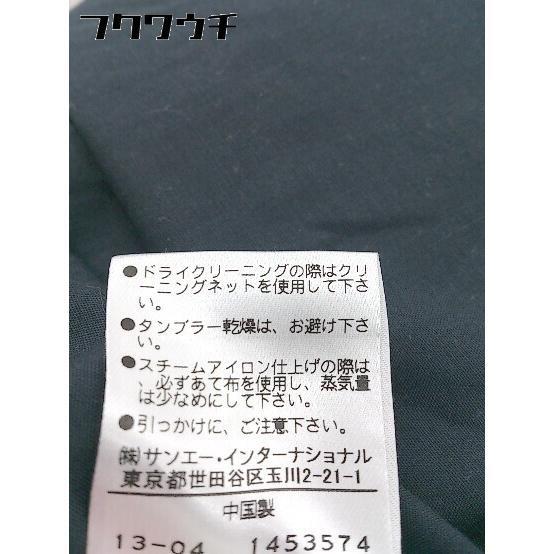 フクワウチ
●ドライクリーニングの際はクリ
ーニングネットを使用して下さ
い。
●タンブラー乾燥は、お避け下さ
い。
●スチームアイロン仕上げの際は
、必ずあて布を使用し、蒸気量
は少なめにして下さい。
●引っかけに、ご注意下さい。
㈱サンエー・インターナショナル
東京都世田谷区玉川2-21-1
中国製
13-04 1453574